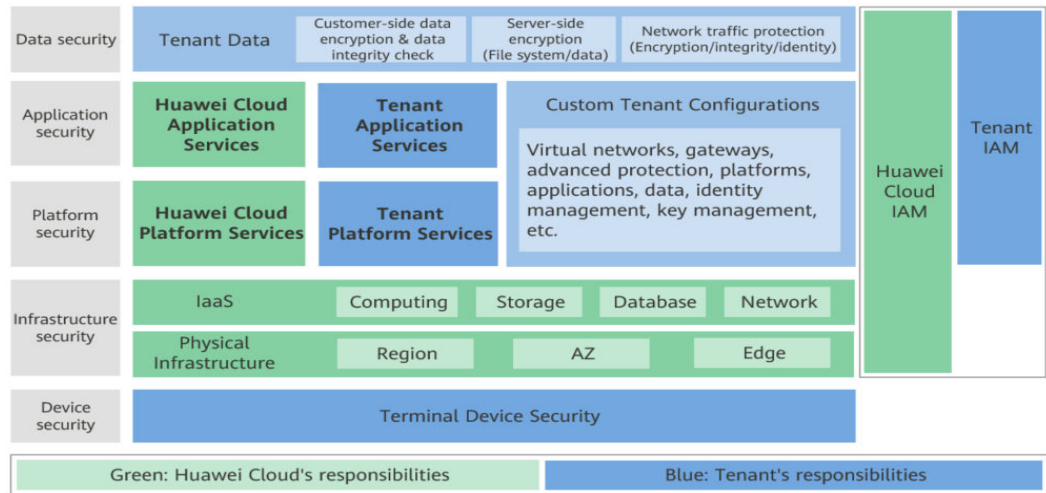 Data security
Tenant Data
Customer-side data
encryption & data
integrity check
Server-side
encryption
(File system/data)
Network traffic protection
(Encryption/integrity/identity)
Application
security
Huawei Cloud
Application
Services
Tenant
Application
Services
Custom Tenant Configurations
Virtual networks, gateways,
advanced protection, platforms,
applications, data, identity
management, key management,
etc.
Platform
security
Huawei Cloud
Platform Services
Tenant
Platform Services
Huawei
Cloud
IAM
Tenant
IAM
Infrastructure
security
IaaS
Computing
Storage
Database
Network
Physical
Infrastructure
Region
AZ
Edge
Device
security
Terminal Device Security
Green: Huawei Cloud's responsibilities
Blue: Tenant's responsibilities